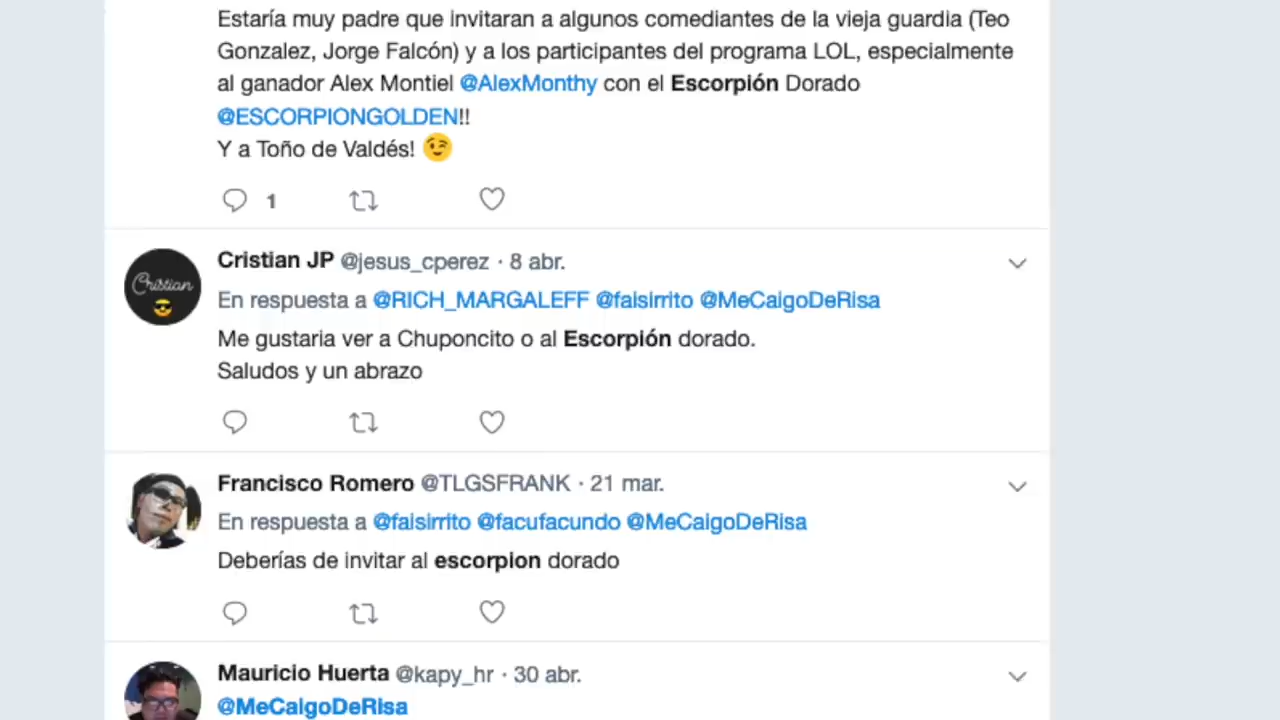 Estaría muy padre que invitaran a algunos comediantes de la vieja guardia (Teo
Gonzalez, Jorge Falcón) y a los participantes del programa LOL, especialmente
al ganador Alex Montiel @AlexMonthy con el Escorpión Dorado
@ESCORPIONGOLDEN!!
Y a Toño de Valdés! 😉
1
Cristian JP @jesus_cperez · 8 abr.
Cristian
En respuesta a @RICH_MARGALEFF @faisirrito @MeCaigoDeRisa
Me gustaria ver a Chuponcito o al Escorpión dorado.
Saludos y un abrazo
Francisco Romero @TLGSFRANK · 21 mar.
En respuesta a @faisirrito @facufacundo @MeCaigoDeRisa
Deberías de invitar al escorpion dorado
Mauricio Huerta @kapy_hr · 30 abr.
@MeCaigoDeRisa